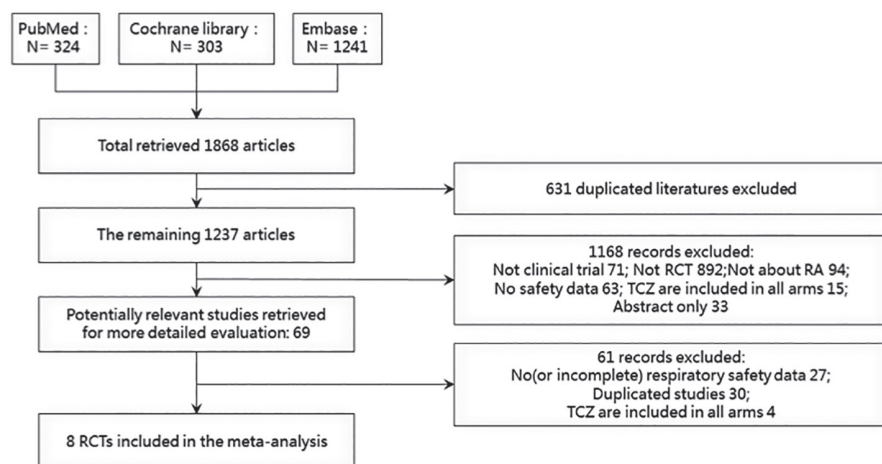 PubMed :
N= 324
Cochrane library :
N= 303
Embase :
N= 1241
Total retrieved 1868 articles
631 duplicated literatures excluded
The remaining 1237 articles
1168 records excluded:
Not clinical trial 71; Not RCT 892;Not about RA 94;
No safety data 63; TCZ are included in all arms 15;
Abstract only 33
Potentially relevant studies retrieved
for more detailed evaluation: 69
61 records excluded:
No(or incomplete) respiratory safety data 27;
Duplicated studies 30;
TCZ are included in all arms 4
8 RCTs included in the meta-analysis